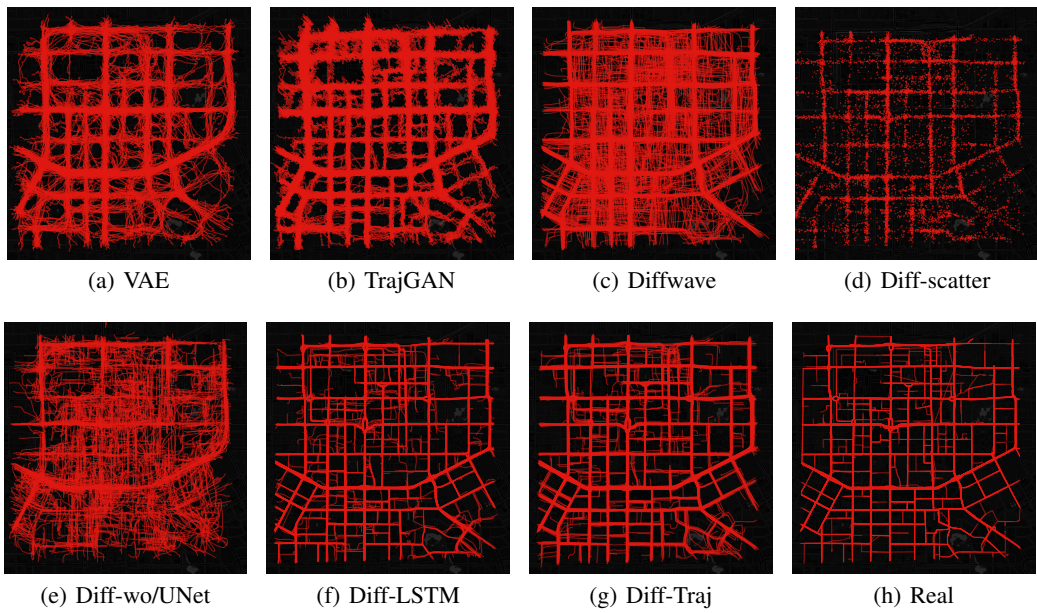 (a) VAE
(b) TrajGAN
(c) Diffwave
(d) Diff-scatter
(e) Diff-wo/UNet
(f) Diff-LSTM
(g) Diff-Traj
(h) Real